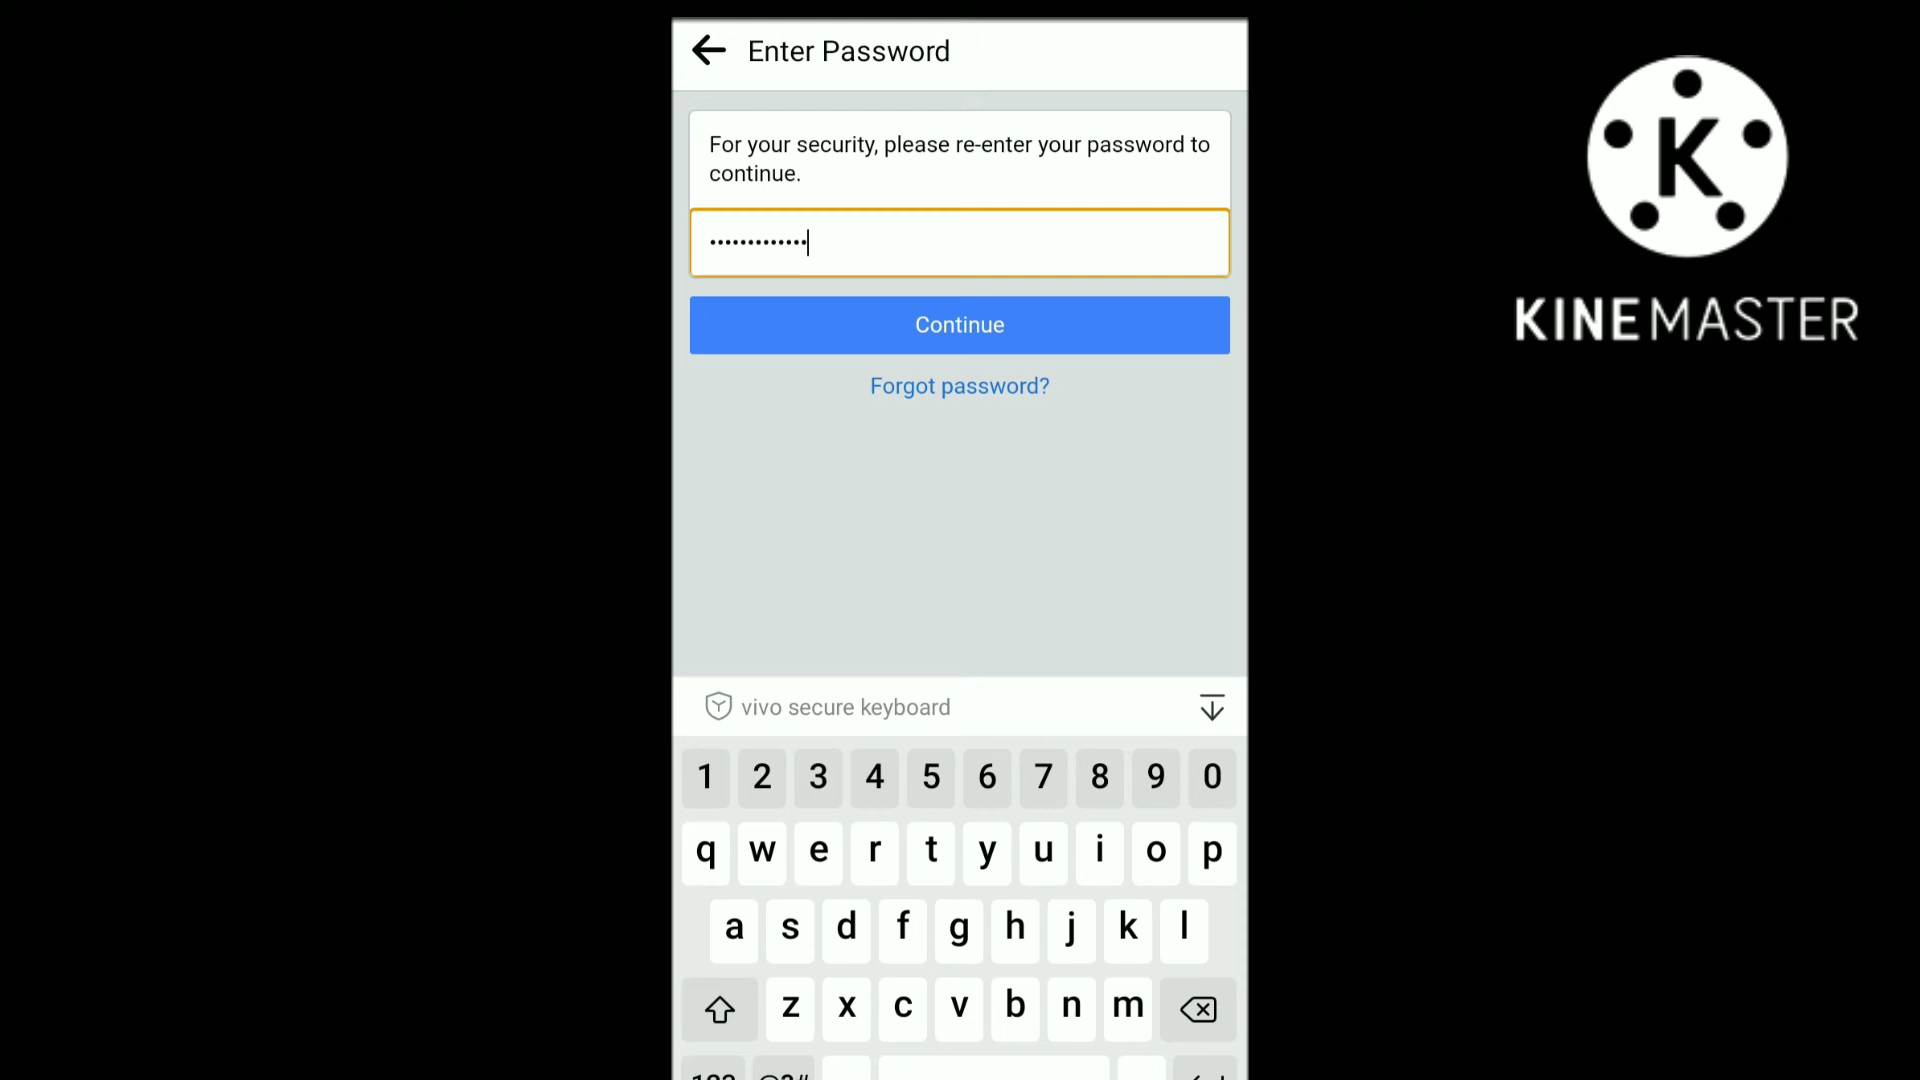 Enter Password
For your security, please re-enter your password to
continue.
•••••••••••••
Continue
Forgot password?
vivo secure keyboard
1 2 3 4 5 6 7 8 9 0
q w e r t y u i o p
a s d f g h j k l
z x c v b n m
K
KINEMASTER